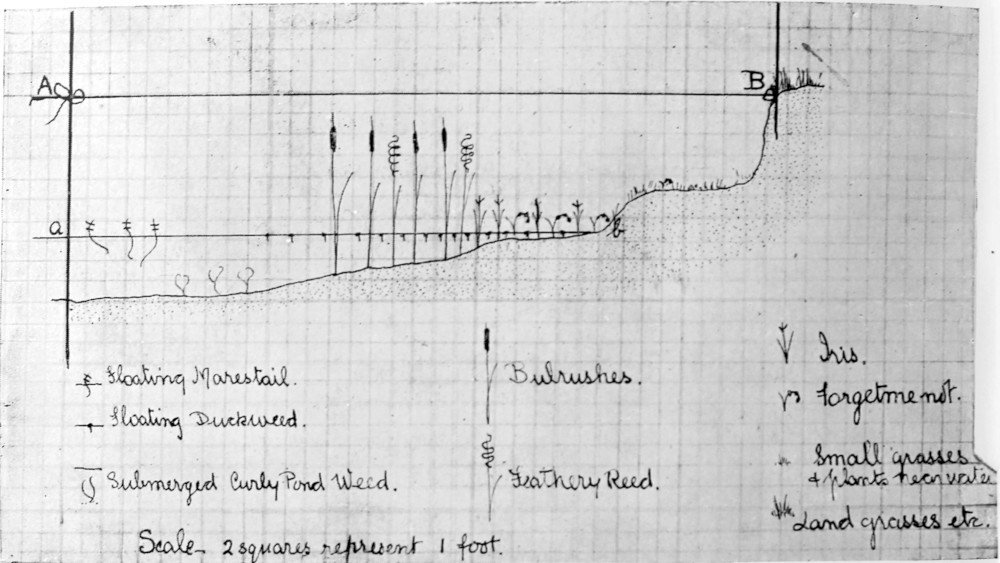 A
B
a
b
Floating Marestail.
Floating Duckweed.
Submerged Curly Pond Weed.
Bulrushes.
Feathery Reed.
Iris.
Forgetmenot.
Small grasses
& plants near water
Land grasses etc.
Scale - 2 squares represent 1 foot.